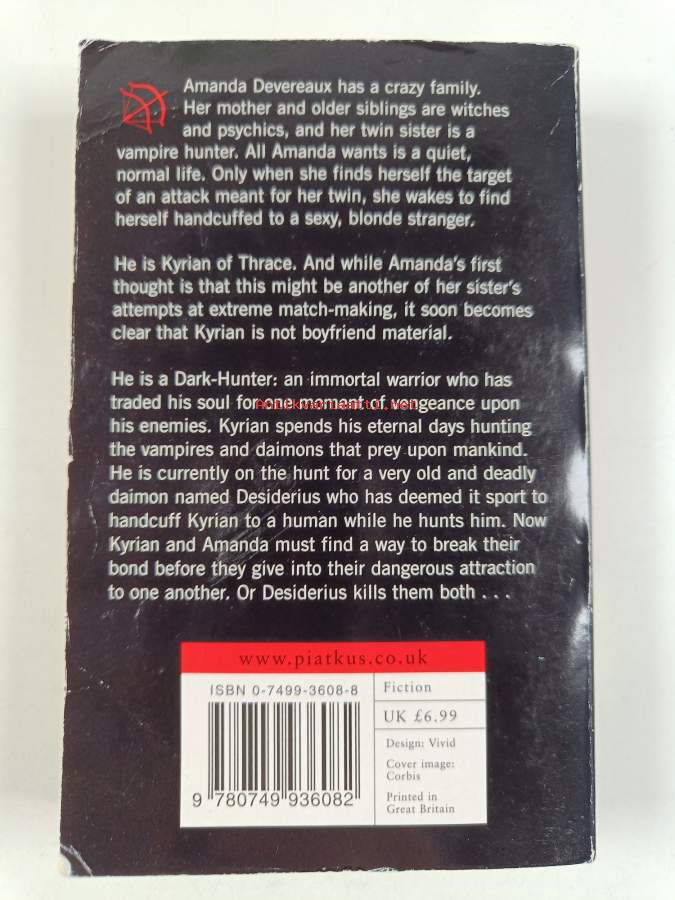 Amanda Devereaux has a crazy family.
Her mother and older siblings are witches
and psychics, and her twin sister is a
vampire hunter. All Amanda wants is a quiet,
normal life. Only when she finds herself the target
of an attack meant for her twin, she wakes to find
herself handcuffed to a sexy, blonde stranger.
He is Kyrian of Thrace. And while Amanda's first
thought is that this might be another of her sister's
attempts at extreme match-making, it soon becomes
clear that Kyrian is not boyfriend material.
He is a Dark-Hunter: an immortal warrior who has
traded his soul for one moment of vengeance upon
Antikvariaatti.net
his enemies. Kyrian spends his eternal days hunting
the vampires and daimons that prey upon mankind.
He is currently on the hunt for a very old and deadly
daimon named Desiderius who has deemed it sport to
handcuff Kyrian to a human while he hunts him. Now
Kyrian and Amanda must find a way to break their
bond before they give into their dangerous attraction
to one another. Or Desiderius kills them both . . .
www.piatkus.co.uk
ISBN 0-7499-3608-8
9 780749 936082
Fiction
UK £6.99
Design: Vivid
Cover image:
Corbis
Printed in
Great Britain